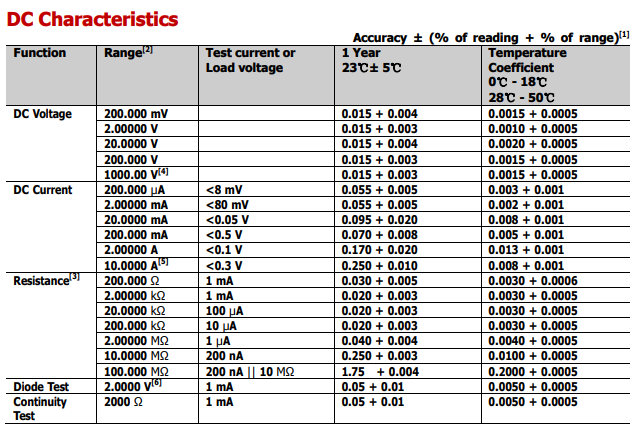 DC Characteristics
Accuracy ± (% of reading + % of range)[1]
Function Range[2] Test current or Load voltage 1 Year 23℃± 5℃ Temperature Coefficient 0℃ - 18℃ 28℃ - 50℃
DC Voltage 200.000 mV 0.015 + 0.004 0.0015 + 0.0005
2.00000 V 0.015 + 0.003 0.0010 + 0.0005
20.0000 V 0.015 + 0.004 0.0020 + 0.0005
200.000 V 0.015 + 0.003 0.0015 + 0.0005
1000.00 V[4] 0.015 + 0.003 0.0015 + 0.0005
DC Current 200.000 µA <8 mV 0.055 + 0.005 0.003 + 0.001
2.00000 mA <80 mV 0.055 + 0.005 0.002 + 0.001
20.0000 mA <0.05 V 0.095 + 0.020 0.008 + 0.001
200.000 mA <0.5 V 0.070 + 0.008 0.005 + 0.001
2.00000 A <0.1 V 0.170 + 0.020 0.013 + 0.001
10.0000 A[5] <0.3 V 0.250 + 0.010 0.008 + 0.001
Resistance[3] 200.000 Ω 1 mA 0.030 + 0.005 0.0030 + 0.0006
2.00000 kΩ 1 mA 0.020 + 0.003 0.0030 + 0.0005
20.0000 kΩ 100 µA 0.020 + 0.003 0.0030 + 0.0005
200.000 kΩ 10 µA 0.020 + 0.003 0.0030 + 0.0005
2.00000 MΩ 1 µA 0.040 + 0.004 0.0040 + 0.0005
10.0000 MΩ 200 nA 0.250 + 0.003 0.0100 + 0.0005
100.000 MΩ 200 nA || 10 MΩ 1.75 + 0.004 0.2000 + 0.0005
Diode Test 2.0000 V[6] 1 mA 0.05 + 0.01 0.0050 + 0.0005
Continuity Test 2000 Ω 1 mA 0.05 + 0.01 0.0050 + 0.0005